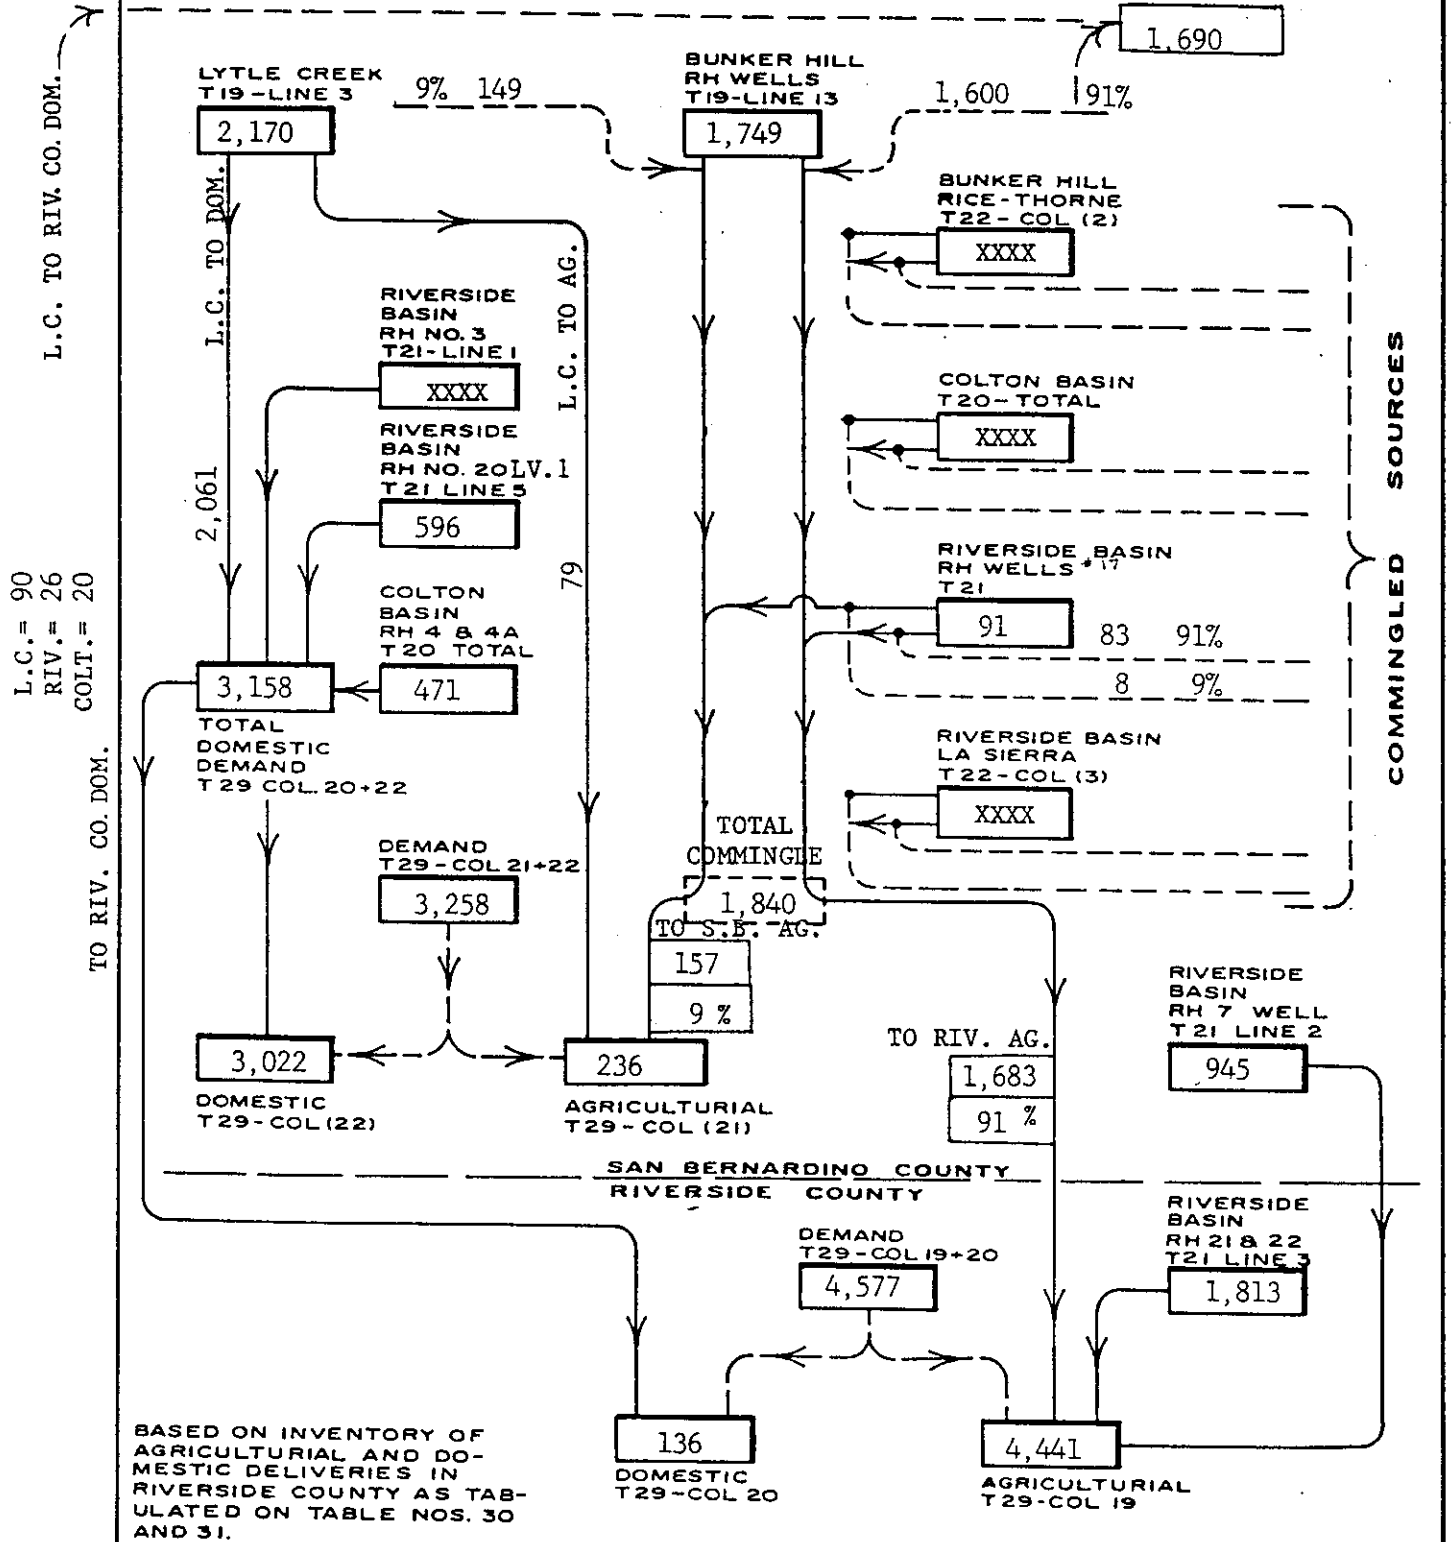 1,690
L.C. TO RIV. CO. DOM.
LYTLE CREEK
T19-LINE 3
2,170
9% 149
BUNKER HILL
RH WELLS
T19-LINE 13
1,749
1,600 91%
L.C. TO DOM.
L.C. TO AG.
BUNKER HILL
RICE-THORNE
T22-COL (2)
XXXX
RIVERSIDE
BASIN
RH NO. 3
T21-LINE 1
XXXX
COLTON BASIN
T20-TOTAL
XXXX
RIVERSIDE
BASIN
RH NO. 20 LV.1
T21 LINE 5
596
2,061
79
COMMINGLED SOURCES
RIVERSIDE BASIN
RH WELLS #17
T21
91
83 91%
8 9%
L.C.= 90
RIV.= 26
COLT.= 20
COLTON
BASIN
RH 4 & 4A
T20 TOTAL
471
3,158
TOTAL
DOMESTIC
DEMAND
T29 COL. 20+22
TO RIV. CO. DOM.
RIVERSIDE BASIN
LA SIERRA
T22-COL (3)
XXXX
DEMAND
T29-COL 21+22
3,258
TOTAL
COMMINGLE
1,840
TO S.B. AG.
157
9 %
3,022
DOMESTIC
T29-COL (22)
236
AGRICULTURIAL
T29-COL (21)
TO RIV. AG.
1,683
91 %
RIVERSIDE
BASIN
RH 7 WELL
T21 LINE 2
945
SAN BERNARDINO COUNTY
RIVERSIDE COUNTY
DEMAND
T29-COL 19+20
4,577
RIVERSIDE
BASIN
RH 21 & 22
T21 LINE 3
1,813
136
DOMESTIC
T29-COL 20
4,441
AGRICULTURIAL
T29-COL 19
BASED ON INVENTORY OF
AGRICULTURIAL AND DO-
MESTIC DELIVERIES IN
RIVERSIDE COUNTY AS TAB-
ULATED ON TABLE NOS. 30
AND 31.